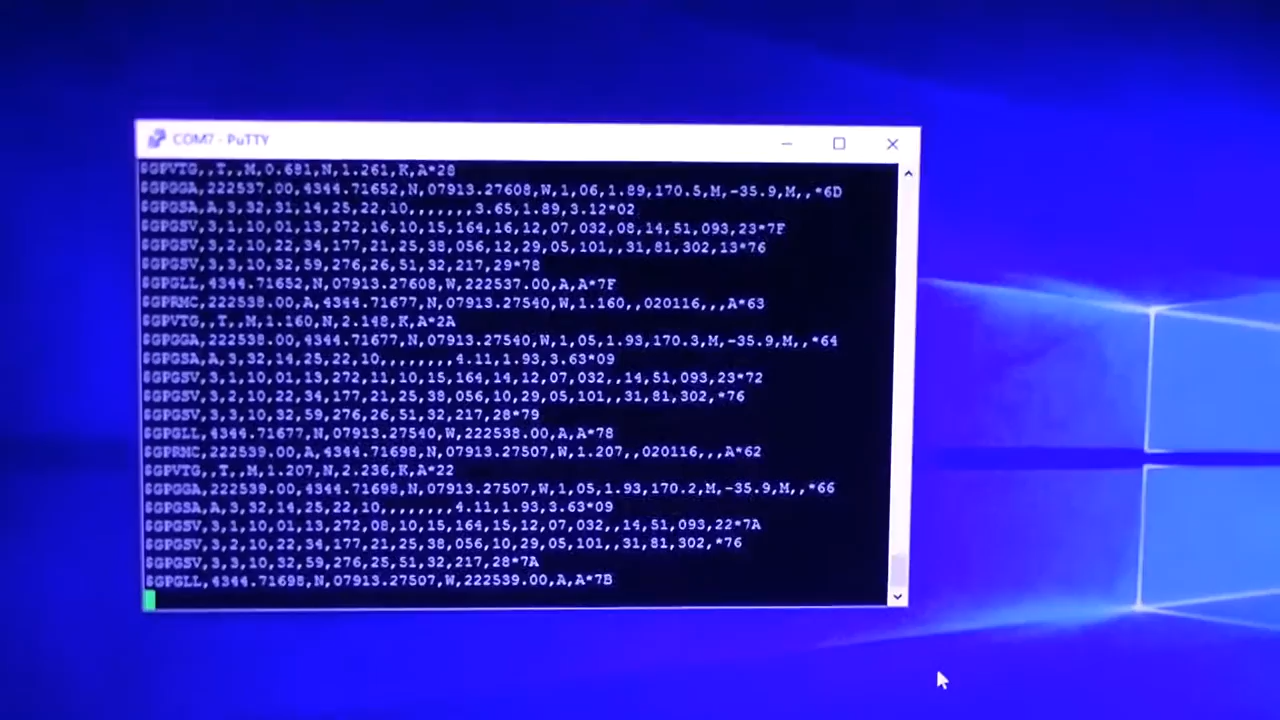 COM7 - PuTTY
$GPVTG,,T,,M,0.681,N,1.261,K,A*28
$GPGGA,222537.00,4344.71652,N,07913.27608,W,1,06,1.89,170.5,M,-35.9,M,,*6D
$GPGSA,A,3,32,31,14,25,22,10,,,,,,,3.65,1.89,3.12*02
$GPGSV,3,1,10,01,13,272,16,10,15,164,16,12,07,032,08,14,51,093,23*7F
$GPGSV,3,2,10,22,34,177,21,25,38,056,12,29,05,101,,31,81,302,13*76
$GPGSV,3,3,10,32,59,276,26,51,32,217,29*78
$GPGLL,4344.71652,N,07913.27608,W,222537.00,A,A*7F
$GPRMC,222538.00,A,4344.71677,N,07913.27540,W,1.160,,020116,,,A*63
$GPVTG,,T,,M,1.160,N,2.148,K,A*2A
$GPGGA,222538.00,4344.71677,N,07913.27540,W,1,05,1.93,170.3,M,-35.9,M,,*64
$GPGSA,A,3,32,14,25,22,10,,,,,,,,4.11,1.93,3.63*09
$GPGSV,3,1,10,01,13,272,11,10,15,164,14,12,07,032,,14,51,093,23*72
$GPGSV,3,2,10,22,34,177,21,25,38,056,10,29,05,101,,31,81,302,*76
$GPGSV,3,3,10,32,59,276,26,51,32,217,28*79
$GPGLL,4344.71677,N,07913.27540,W,222538.00,A,A*78
$GPRMC,222539.00,A,4344.71698,N,07913.27507,W,1.207,,020116,,,A*62
$GPVTG,,T,,M,1.207,N,2.236,K,A*22
$GPGGA,222539.00,4344.71698,N,07913.27507,W,1,05,1.93,170.2,M,-35.9,M,,*66
$GPGSA,A,3,32,14,25,22,10,,,,,,,,4.11,1.93,3.63*09
$GPGSV,3,1,10,01,13,272,08,10,15,164,15,12,07,032,,14,51,093,22*7A
$GPGSV,3,2,10,22,34,177,21,25,38,056,10,29,05,101,,31,81,302,*76
$GPGSV,3,3,10,32,59,276,25,51,32,217,28*7A
$GPGLL,4344.71698,N,07913.27507,W,222539.00,A,A*7B